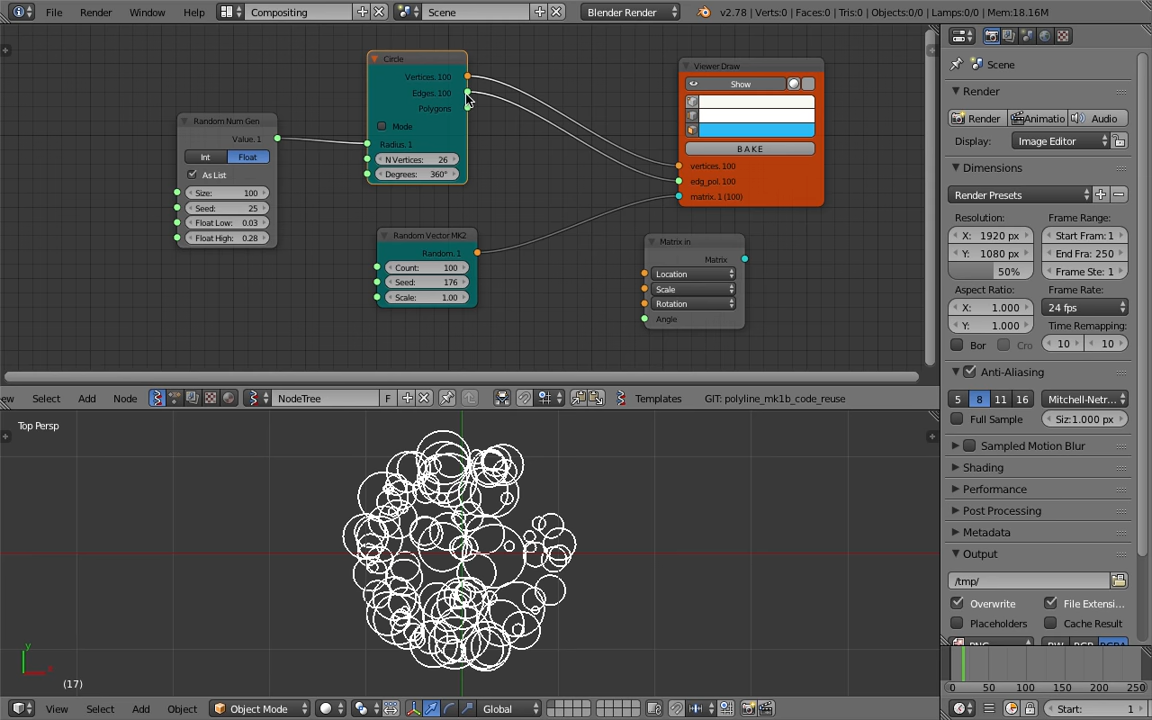 File Render Window Help Compositing Scene Blender Render v2.78 | Verts:0 | Faces:0 | Tris:0 | Objects:0/0 | Lamps:0/0 | Mem:18.16M
Circle
Vertices. 100
Edges. 100
Polygons
Mode
Radius. 1
N Vertices: 26
Degrees: 360°
Random Num Gen
Value. 1
Int Float
As List
Size: 100
Seed: 25
Float Low: 0.03
Float High: 0.28
Random Vector MK2
Random. 1
Count: 100
Seed: 176
Scale: 1.00
Viewer Draw
Show
BAKE
vertices. 100
edg_pol. 100
matrix. 1 (100)
Matrix in
Matrix
Location
Scale
Rotation
Angle
ew Select Add Node NodeTree F Templates GIT: polyline_mk1b_code_reuse
Top Persp
y
x
(17)
View Select Add Object Object Mode Global
Scene
Render
Render Animatio Audio
Display: Image Editor
Dimensions
Render Presets
Resolution: Frame Range:
X: 1920 px Start Fram: 1
Y: 1080 px End Fra: 250
50% Frame Ste: 1
Aspect Ratio: Frame Rate:
X: 1.000 24 fps
Y: 1.000 Time Remapping:
Bor Cro 10 10
Anti-Aliasing
5 8 11 16 Mitchell-Netr...
Full Sample Siz:1.000 px
Sampled Motion Blur
Shading
Performance
Post Processing
Metadata
Output
/tmp/
Overwrite File Extensi...
Placeholders Cache Result
0 50 100 150 200 250
Start: 1